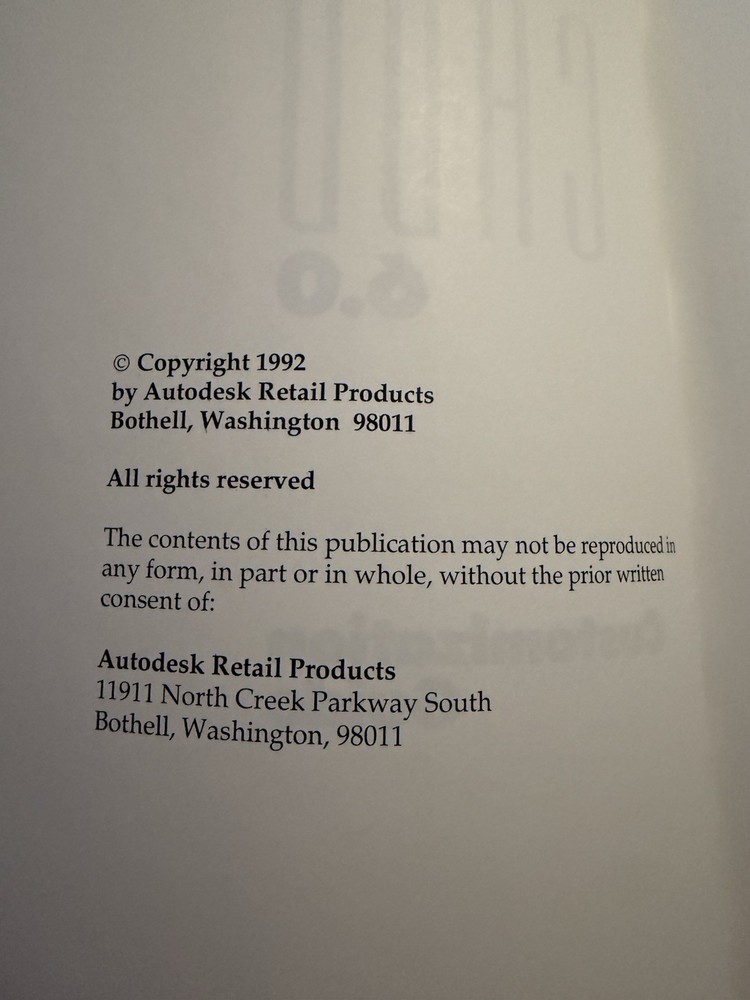 © Copyright 1992
by Autodesk Retail Products
Bothell, Washington 98011
All rights reserved
The contents of this publication may not be reproduced in
any form, in part or in whole, without the prior written
consent of:
Autodesk Retail Products
11911 North Creek Parkway South
Bothell, Washington, 98011